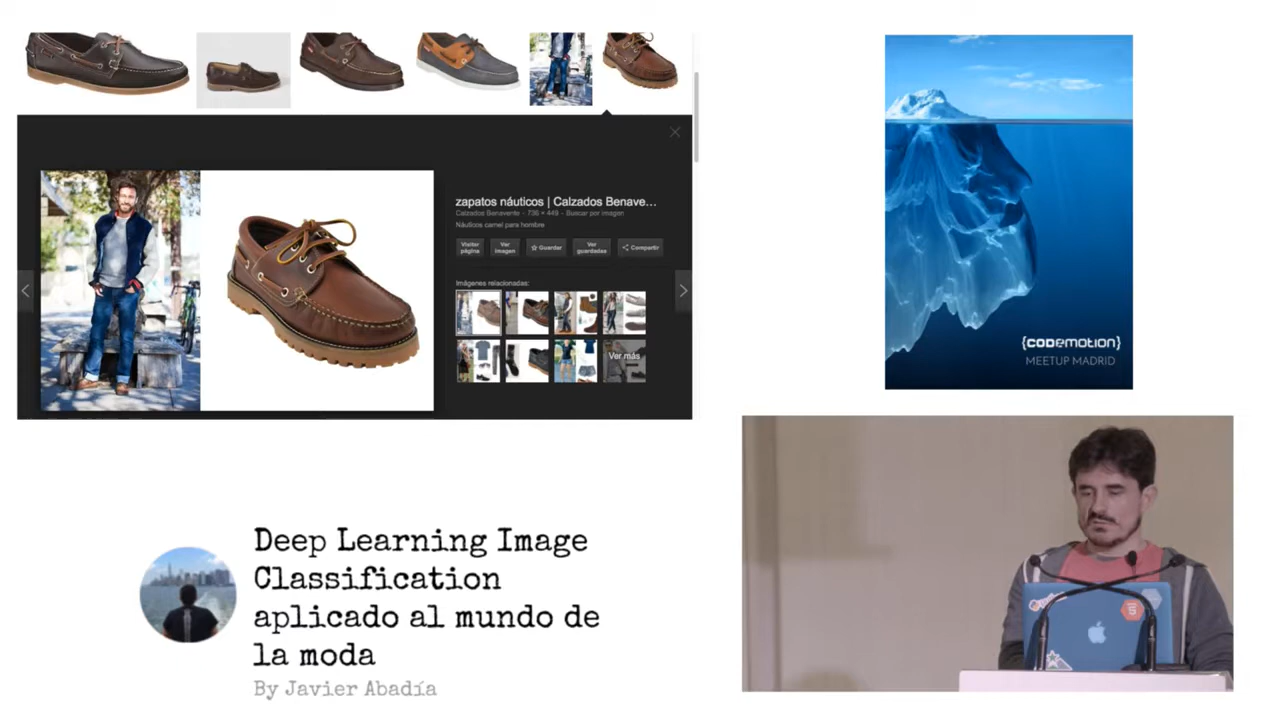 zapatos náuticos | Calzados Benave...
Calzados Benavente - 736 × 449 - Buscar por imagen
Náuticos camel para hombre
Visitar página
Ver imagen
Guardar
Ver guardadas
Compartir
Imágenes relacionadas:
Ver más
{CODEMOTION}
MEETUP MADRID
Deep Learning Image
Classification
aplicado al mundo de
la moda
By Javier Abadía